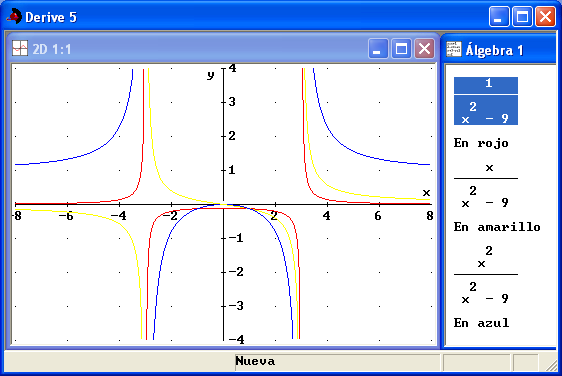 Derive 5
2D 1:1
Álgebra 1
y
4
3
2
1
x
-8
-6
-4
-2
2
4
6
8
-1
-2
-3
-4
1
2
x - 9
En rojo
x
2
x - 9
En amarillo
2
x
2
x - 9
En azul
Nueva